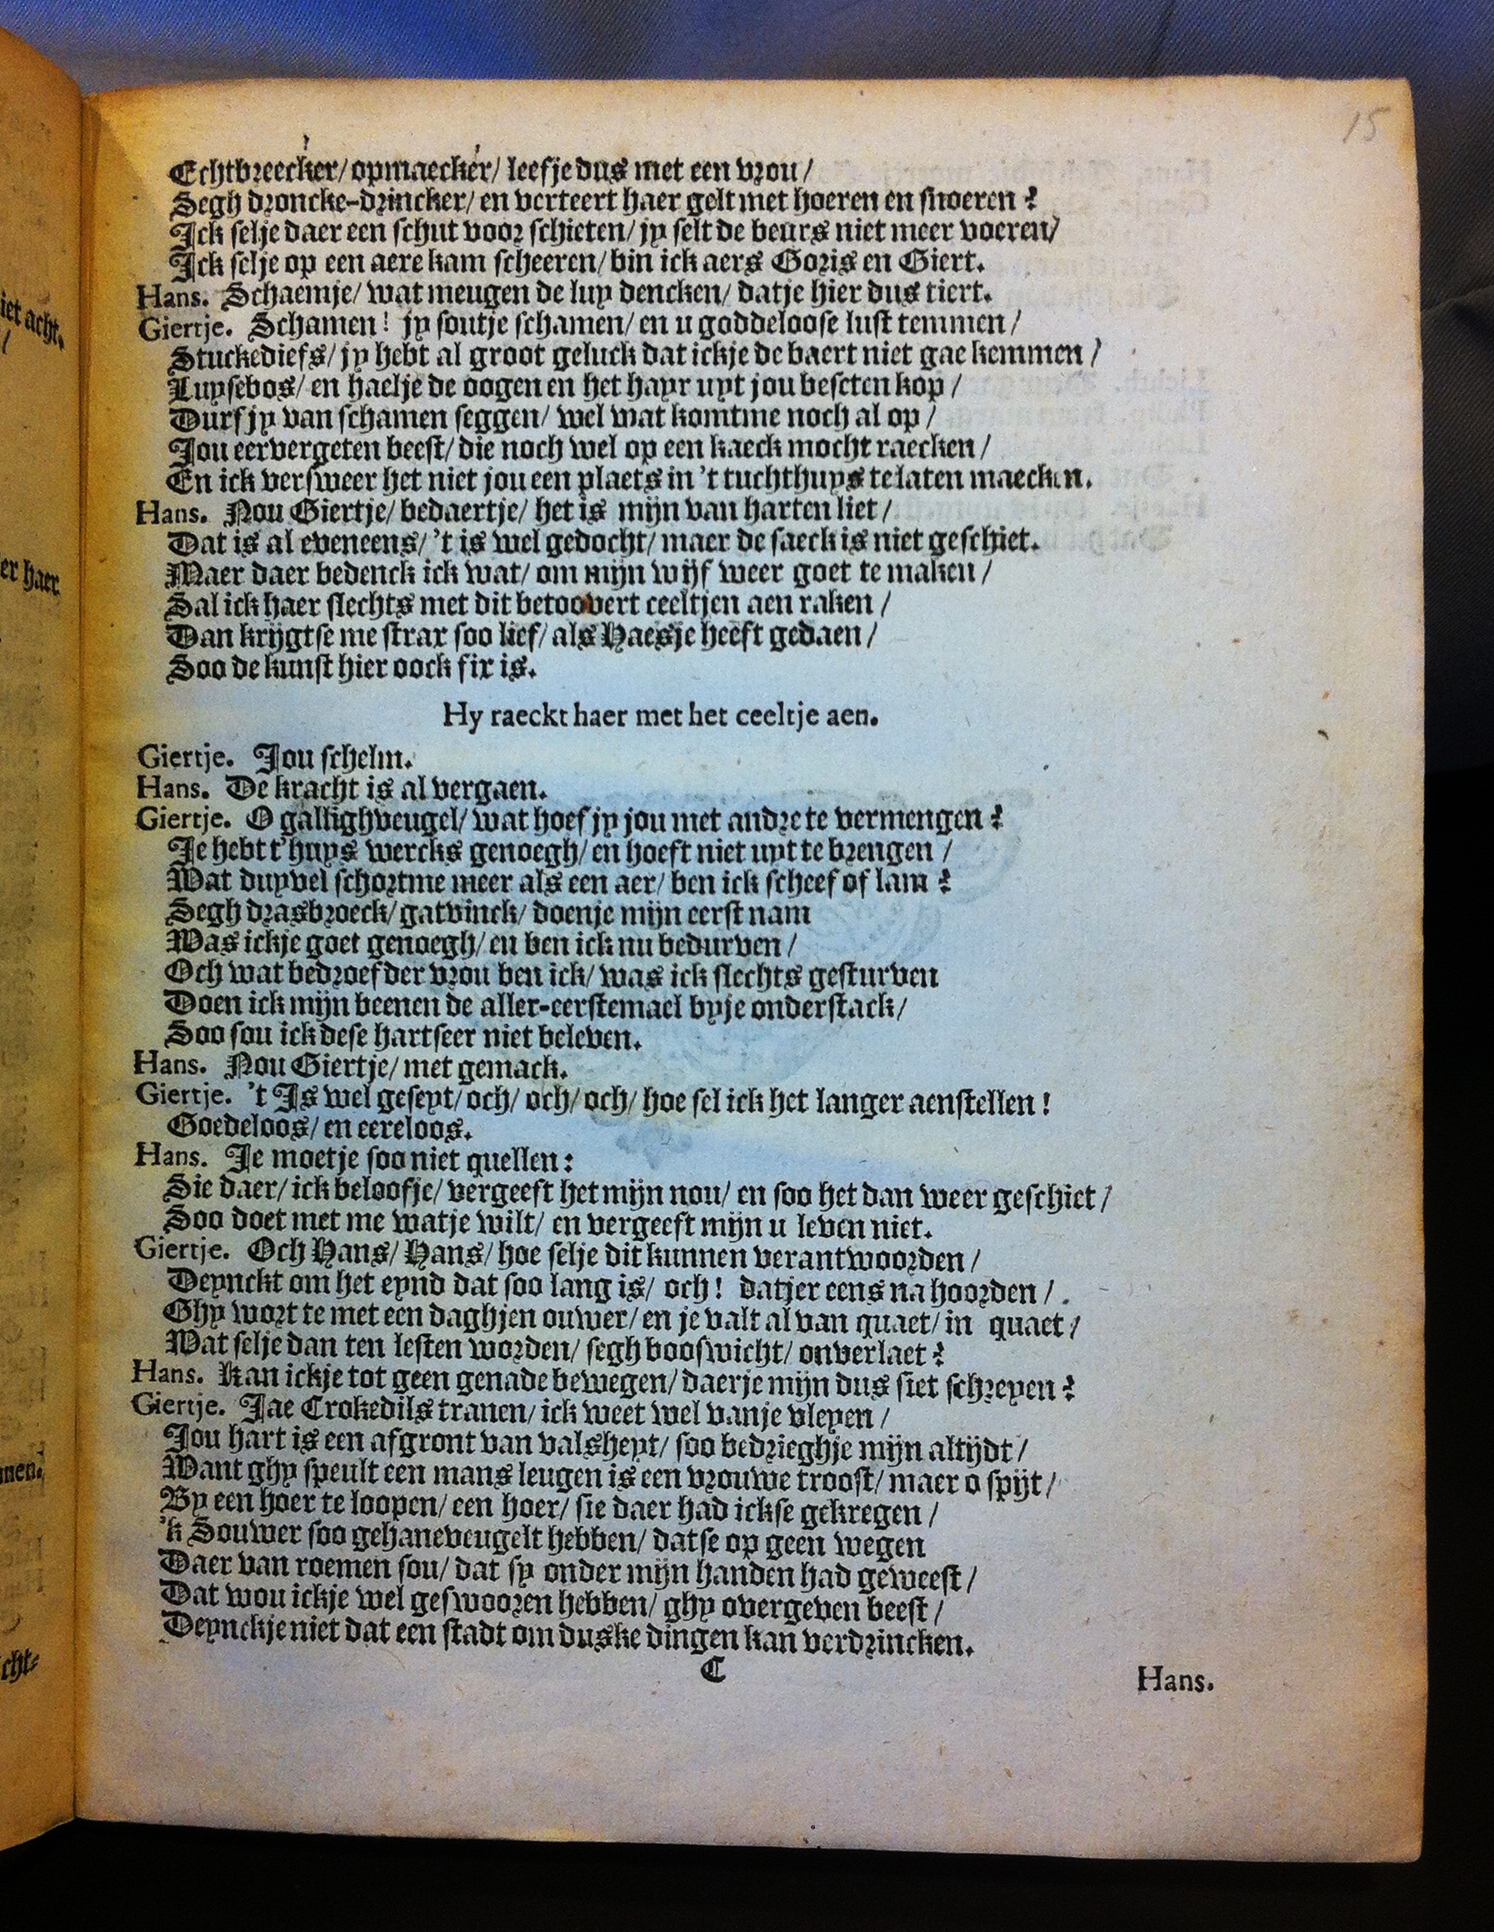 15
Echtbreecker/ opmaecker/ leefje dus met een vrou/
Segh droncke-drincker/ en verteert haer gelt met hoeren en snoeren?
Ick selje daer een schut voor schieten/ jy selt de beurs niet meer voeren/
Ick selje op een aere kam scheeren/ bin ick aers Goris en Giert.
Hans. Schaemje/ wat meugen de luy dencken/ datje hier dus tiert.
Giertje. Schamen! jy soutje schamen/ en u goddeloose lust temmen/
Stuckediefs/ jy hebt al groot geluck dat ickje de baert niet gae kemmen/
Luysebos/ en haelje de oogen en het hayr uyt jou beseten kop/
Durf jy van schamen seggen/ wel wat komtme noch al op/
Jou eervergeten beest/ die noch wel op een kaeck mocht raecken/
En ick versweer het niet jou een plaets in 't tuchthuys te laten maecken.
Hans. Nou Giertje/ bedaertje/ het is mijn van harten liet/
Dat is al eveneens/ 't is wel gedocht/ maer de saeck is niet geschiet.
Maer daer bedenck ick wat/ om mijn wijf weer goet te maken/
Sal ick haer slechts met dit betoovert ceeltjen aen raken/
Dan krijgtse me strax soo lief/ als Haesje heeft gedaen/
Soo de kunst hier oock fix is.
Hy raeckt haer met het ceeltje aen.
Giertje. Jou schelm.
Hans. De kracht is al vergaen.
Giertje. O gallighveugel/ wat hoef jy jou met andre te vermengen?
Je hebt t'huys wercks genoegh/ en hoeft niet uyt te brengen/
Wat duyvel schortme meer als een aer/ ben ick scheef of lam?
Segh drasbroeck/ gatvinck/ doenje mijn eerst nam
Was ickje goet genoegh/ en ben ick nu bedurven/
Och wat bedroefder vrou ben ick/ was ick slechts gesturven
Doen ick mijn beenen de aller-eerstemael byje onderstack/
Soo sou ick dese hartseer niet beleven.
Hans. Nou Giertje/ met gemack.
Giertje. 't Is wel geseyt/ och/ och/ och/ hoe sel ick het langer aenstellen!
Goedeloos/ en eereloos.
Hans. Je moetje soo niet quellen:
Sie daer/ ick beloofje/ vergeeft het mijn nou/ en soo het dan weer geschiet/
Soo doet met me watje wilt/ en vergeeft mijn u leven niet.
Giertje. Och Hans/ Hans/ hoe selje dit kunnen verantwoorden/
Deynckt om het eynd dat soo lang is/ och! datjer eens na hoorden/
Ghy wort te met een daghjen ouwer/ en je valt al van quaet/ in quaet/
Wat selje dan ten lesten worden/ segh booswicht/ onverlaet?
Hans. Kan ickje tot geen genade bewegen/ daerje mijn dus siet schreyen?
Giertje. Jae Crokedils tranen/ ick weet wel vanje vleyen/
Jou hart is een afgront van valsheyt/ soo bedrieghje mijn altijdt/
Want ghy speult een mans leugen is een vrouwe troost/ maer o spijt/
By een hoer te loopen/ een hoer/ sie daer had ickse gekregen/
'k Souwer soo gehaneveugelt hebben/ datse op geen wegen
Daer van roemen sou/ dat sy onder mijn handen had geweest/
Dat wou ickje wel geswooren hebben/ ghy overgeven beest/
Deynckje niet dat een stadt om duske dingen kan verdrincken.
C
Hans.
iet acht.
/
er haer
men.
cht-